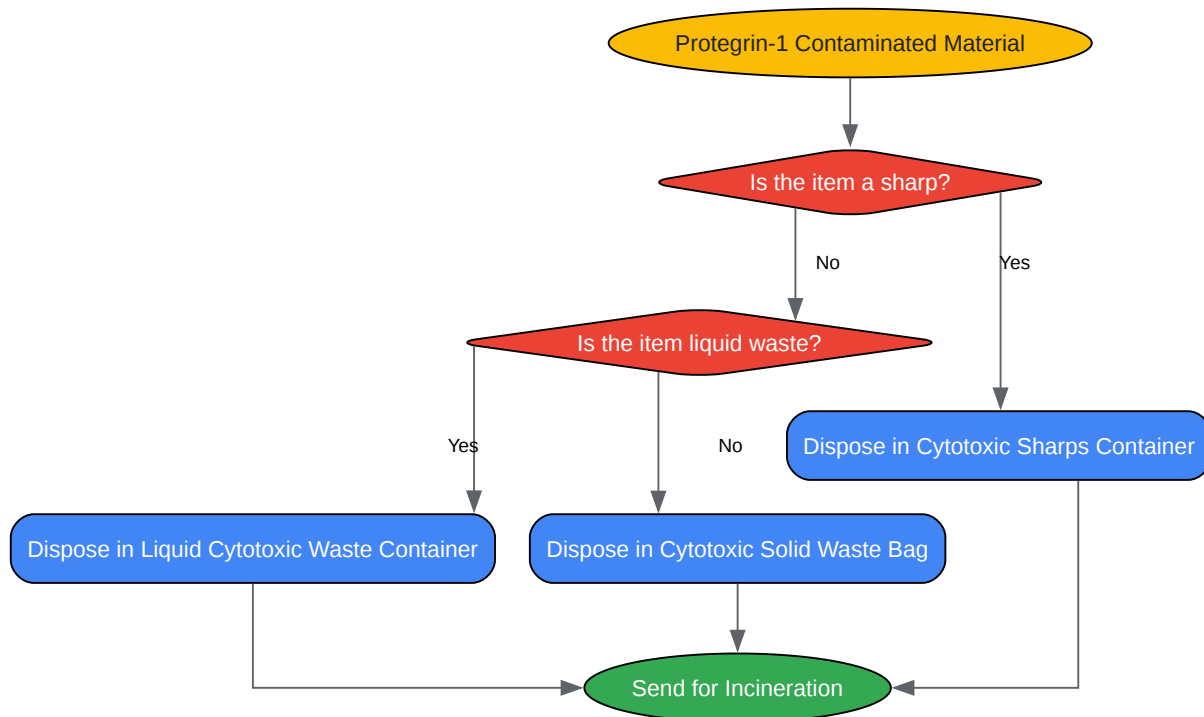 Protegrin-1 Contaminated Material
Is the item a sharp?
No
Yes
Is the item liquid waste?
Yes
No
Dispose in Cytotoxic Sharps Container
Dispose in Liquid Cytotoxic Waste Container
Dispose in Cytotoxic Solid Waste Bag
Send for Incineration